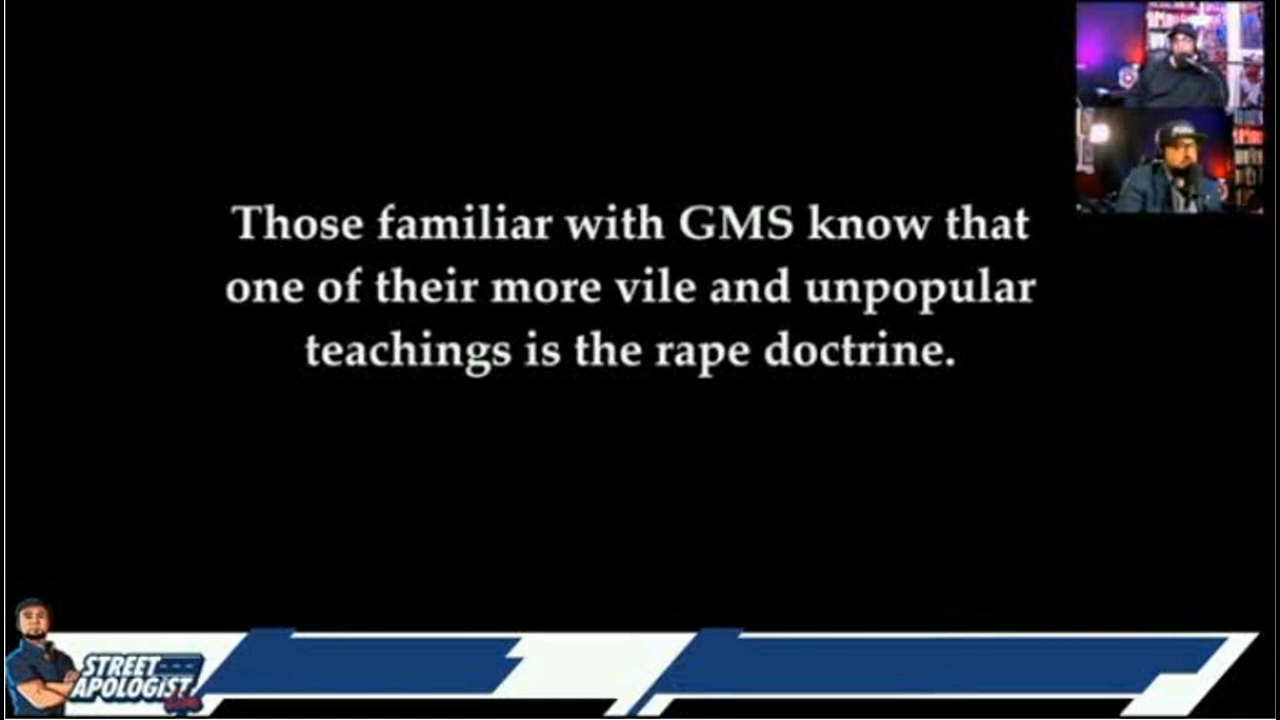 Those familiar with GMS know that
one of their more vile and unpopular
teachings is the rape doctrine.
STREET
APOLOGIST